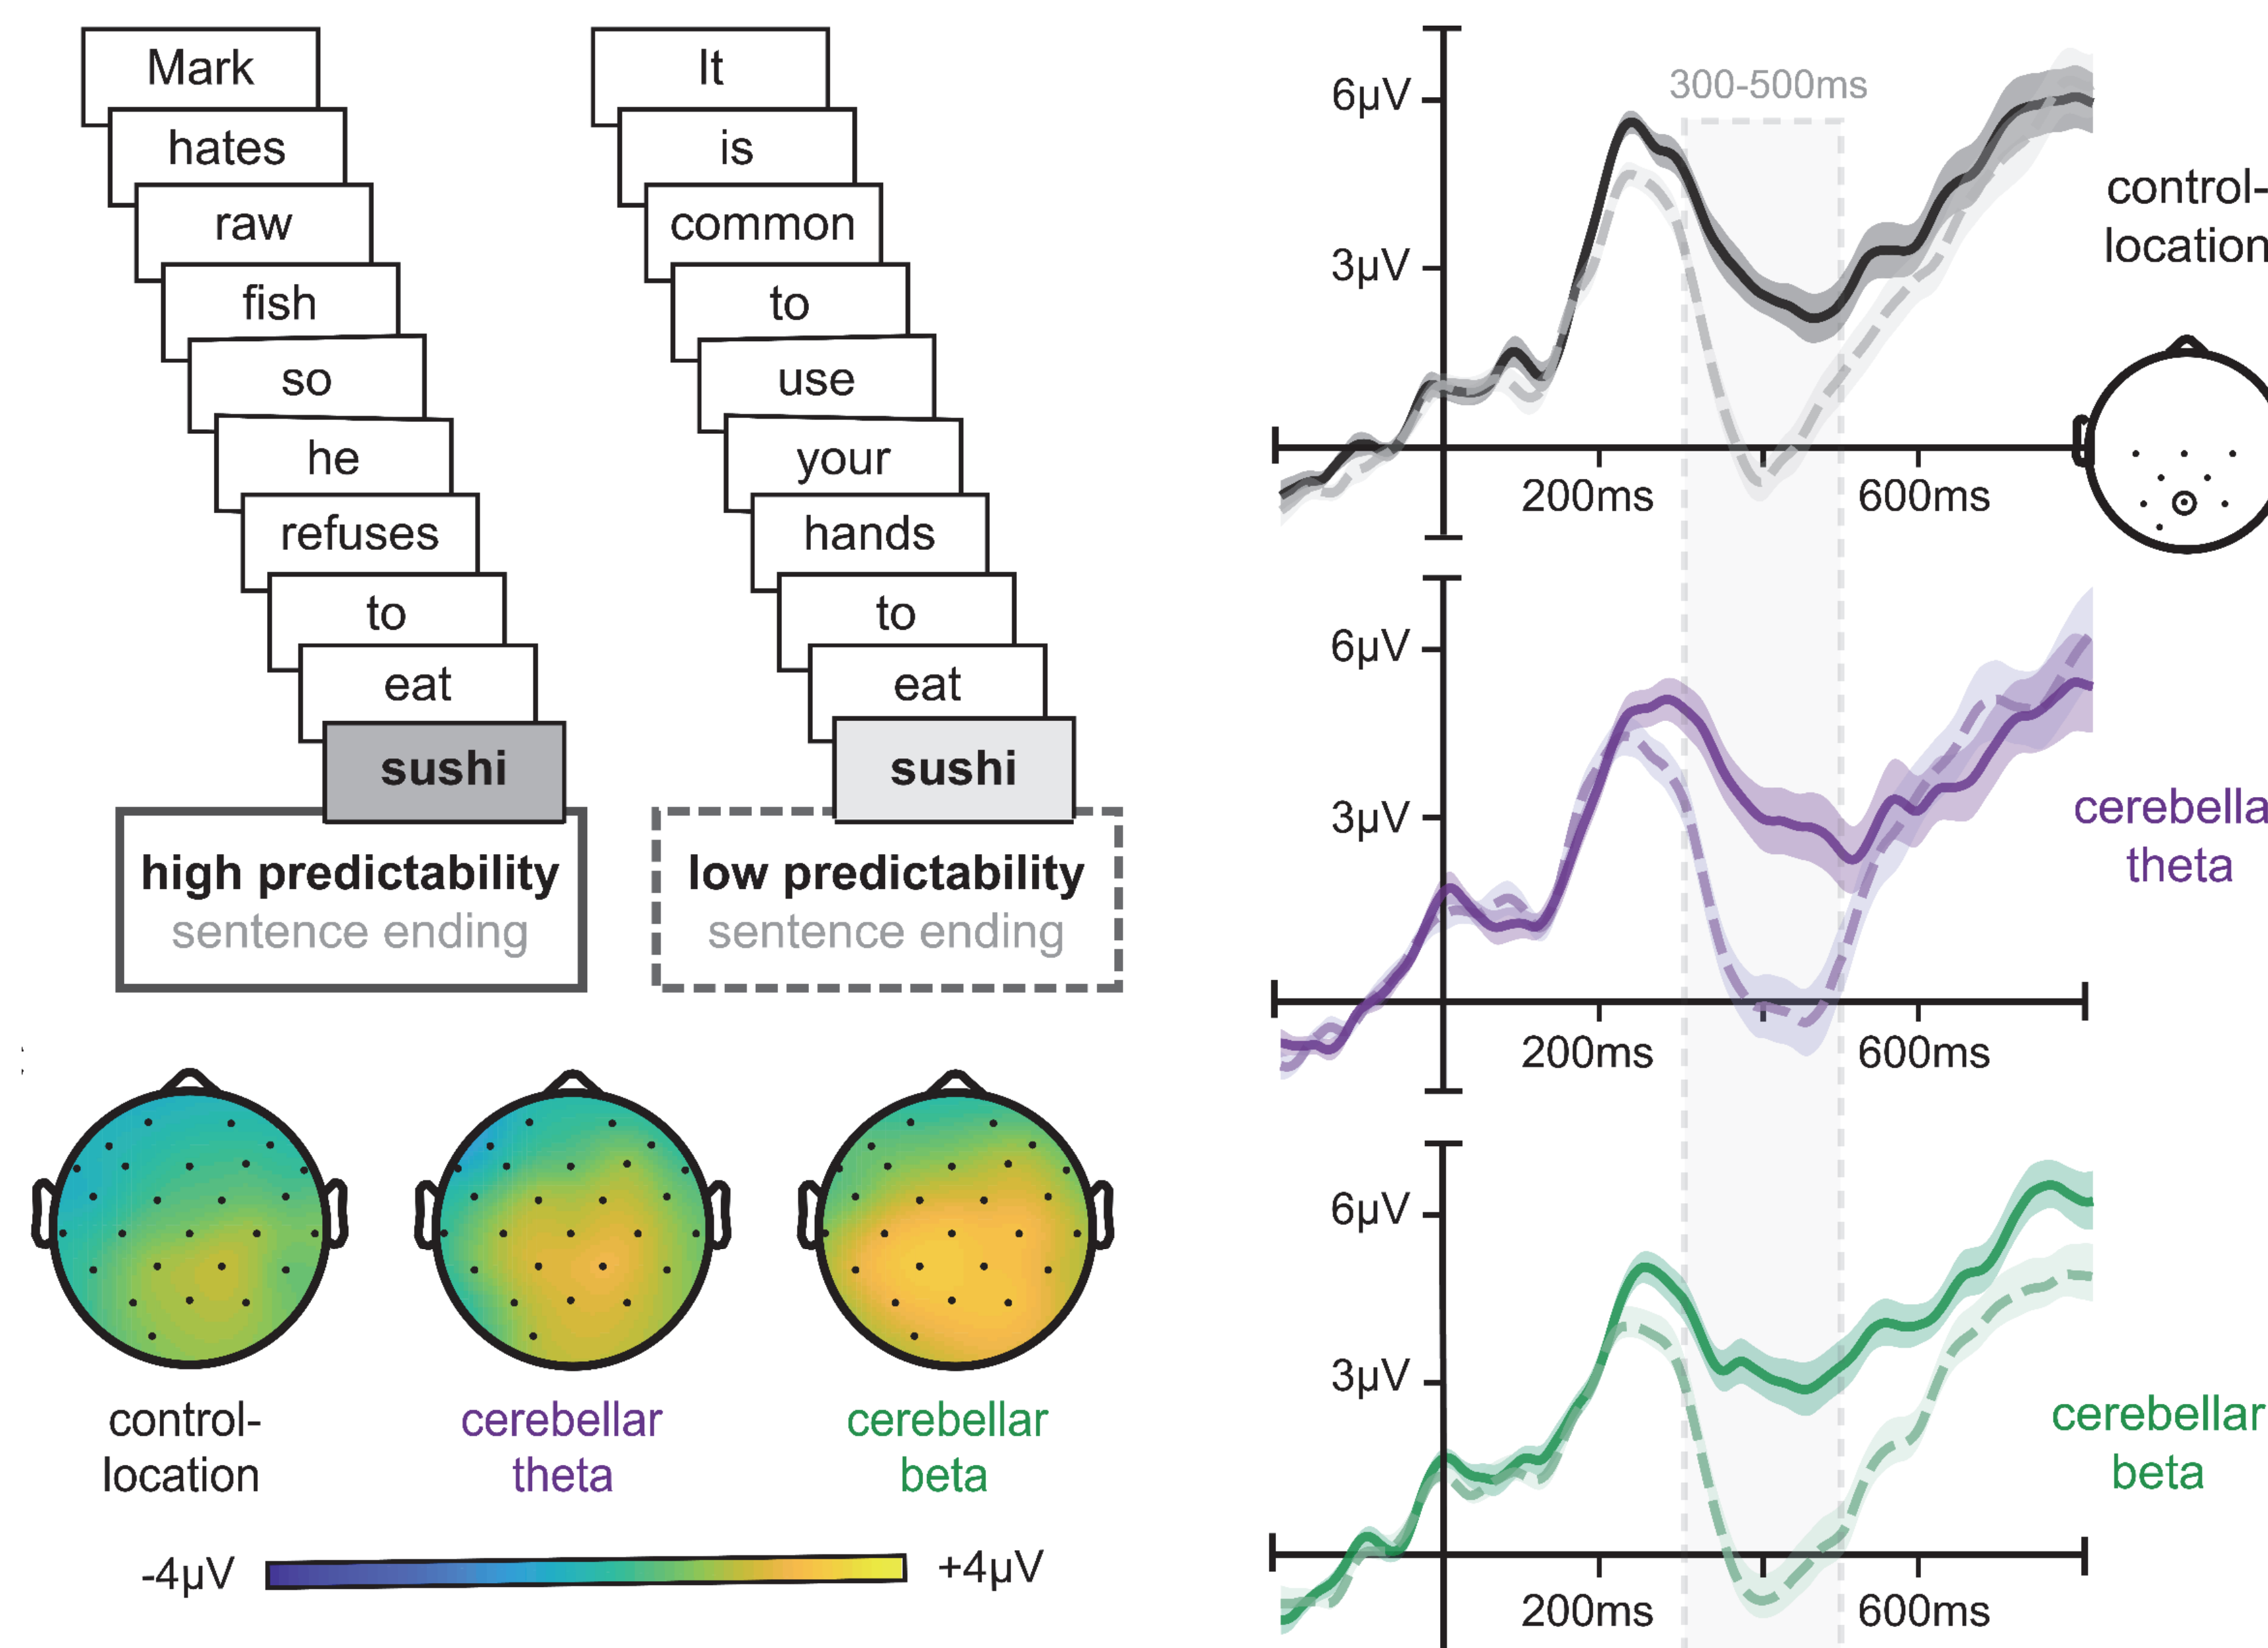 Mark
hates
raw
fish
so
he
refuses
to
eat
sushi
high predictability
sentence ending
It
is
common
to
use
your
hands
to
eat
sushi
low predictability
sentence ending
control-
location
cerebellar
theta
cerebellar
beta
-4µV
+4µV
300-500ms
6µV
3µV
200ms
600ms
control-
location
6µV
3µV
200ms
600ms
cerebella
theta
6µV
3µV
200ms
600ms
cerebellar
beta